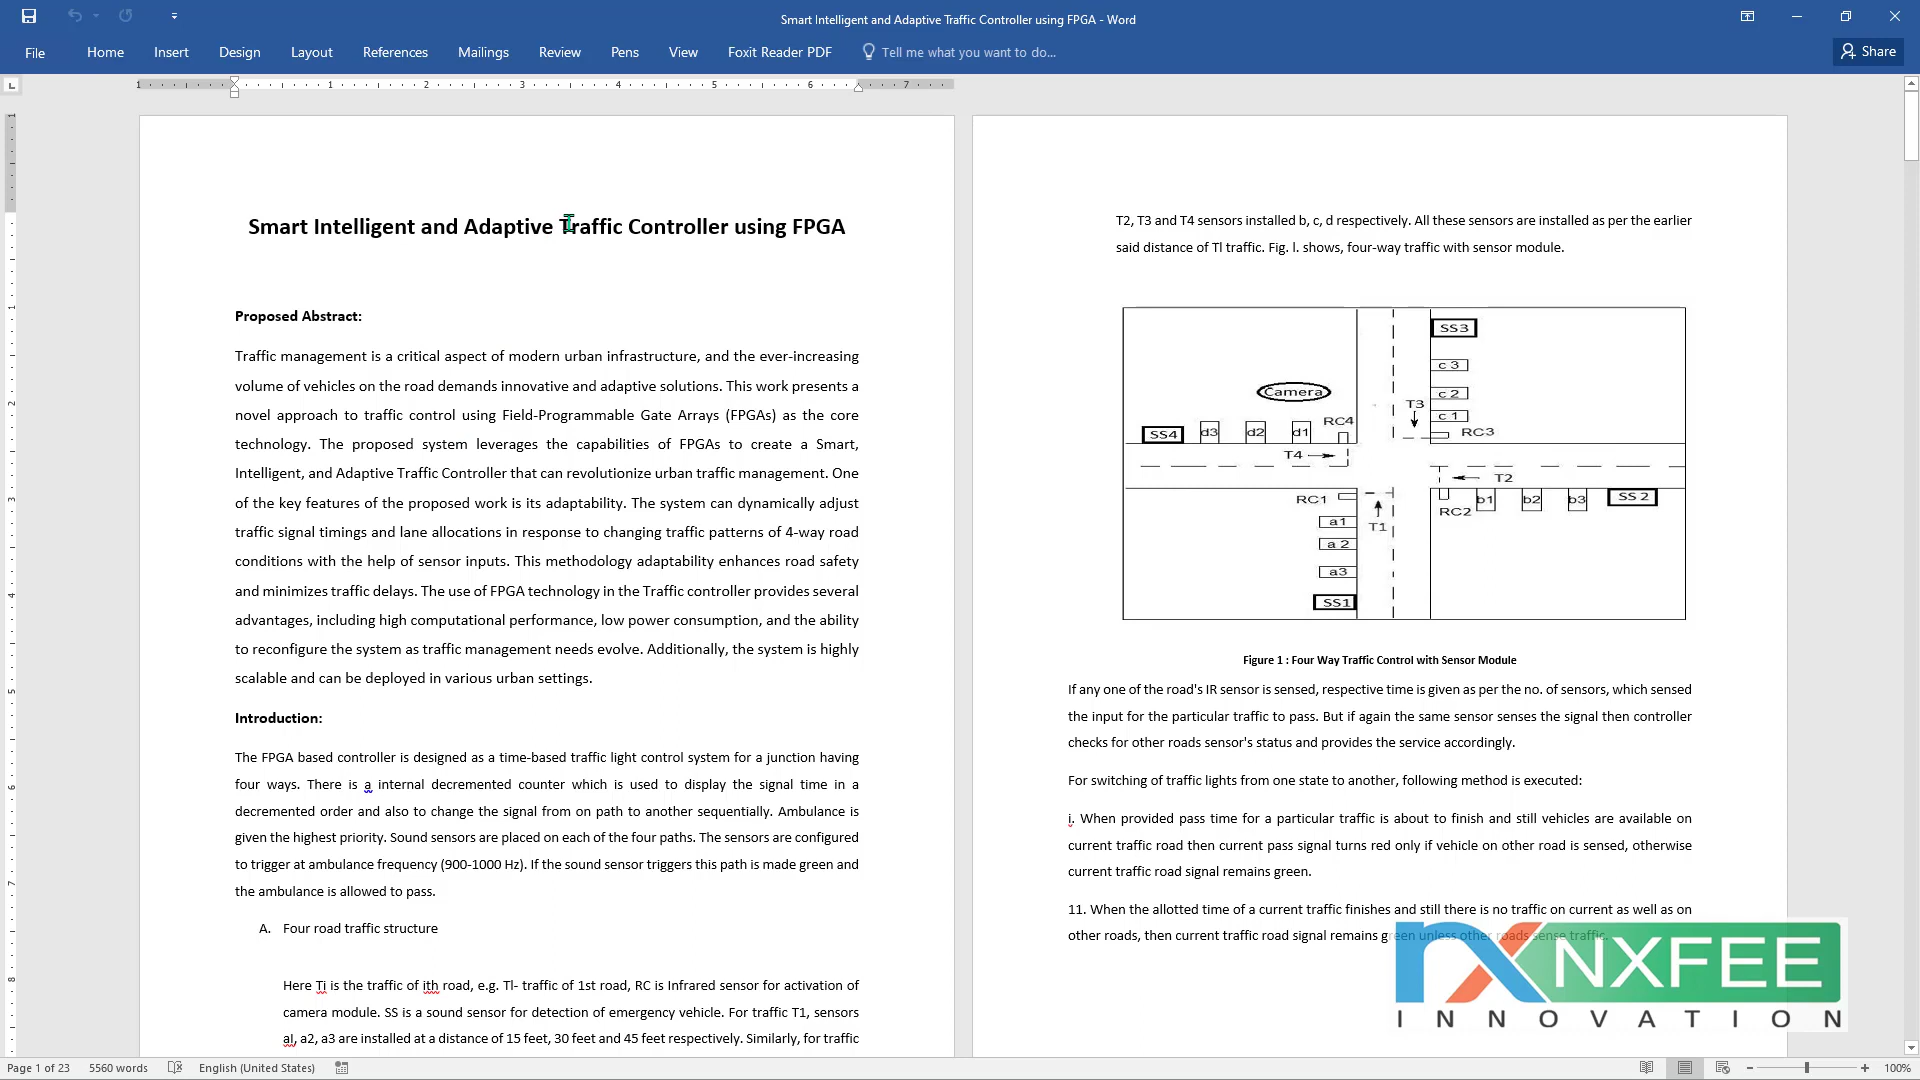 Smart Intelligent and Adaptive Traffic Controller using FPGA - Word
File Home Insert Design Layout References Mailings Review Pens View Foxit Reader PDF Tell me what you want to do... Share
1 1 2 3 4 5 6 7
Smart Intelligent and Adaptive Traffic Controller using FPGA
Proposed Abstract:
Traffic management is a critical aspect of modern urban infrastructure, and the ever-increasing
volume of vehicles on the road demands innovative and adaptive solutions. This work presents a
novel approach to traffic control using Field-Programmable Gate Arrays (FPGAs) as the core
technology. The proposed system leverages the capabilities of FPGAs to create a Smart,
Intelligent, and Adaptive Traffic Controller that can revolutionize urban traffic management. One
of the key features of the proposed work is its adaptability. The system can dynamically adjust
traffic signal timings and lane allocations in response to changing traffic patterns of 4-way road
conditions with the help of sensor inputs. This methodology adaptability enhances road safety
and minimizes traffic delays. The use of FPGA technology in the Traffic controller provides several
advantages, including high computational performance, low power consumption, and the ability
to reconfigure the system as traffic management needs evolve. Additionally, the system is highly
scalable and can be deployed in various urban settings.
Introduction:
The FPGA based controller is designed as a time-based traffic light control system for a junction having
four ways. There is a internal decremented counter which is used to display the signal time in a
decremented order and also to change the signal from on path to another sequentially. Ambulance is
given the highest priority. Sound sensors are placed on each of the four paths. The sensors are configured
to trigger at ambulance frequency (900-1000 Hz). If the sound sensor triggers this path is made green and
the ambulance is allowed to pass.
A. Four road traffic structure
Here Ti is the traffic of ith road, e.g. Tl- traffic of 1st road, RC is Infrared sensor for activation of
camera module. SS is a sound sensor for detection of emergency vehicle. For traffic T1, sensors
al, a2, a3 are installed at a distance of 15 feet, 30 feet and 45 feet respectively. Similarly, for traffic
T2, T3 and T4 sensors installed b, c, d respectively. All these sensors are installed as per the earlier
said distance of Tl traffic. Fig. l. shows, four-way traffic with sensor module.
SS3
c 3
Camera
c 2
T3
c 1
RC4
SS4 d3 d2 d1
RC3
T4
T2
RC1
b1 b2 b3 SS 2
RC2
a1
T1
a 2
a3
SS1
Figure 1 : Four Way Traffic Control with Sensor Module
If any one of the road's IR sensor is sensed, respective time is given as per the no. of sensors, which sensed
the input for the particular traffic to pass. But if again the same sensor senses the signal then controller
checks for other roads sensor's status and provides the service accordingly.
For switching of traffic lights from one state to another, following method is executed:
i. When provided pass time for a particular traffic is about to finish and still vehicles are available on
current traffic road then current pass signal turns red only if vehicle on other road is sensed, otherwise
current traffic road signal remains green.
11. When the allotted time of a current traffic finishes and still there is no traffic on current as well as on
other roads, then current traffic road signal remains green unless other roads sense traffic.
NXFEE
INNOVATION
Page 1 of 23 5560 words English (United States) 100%